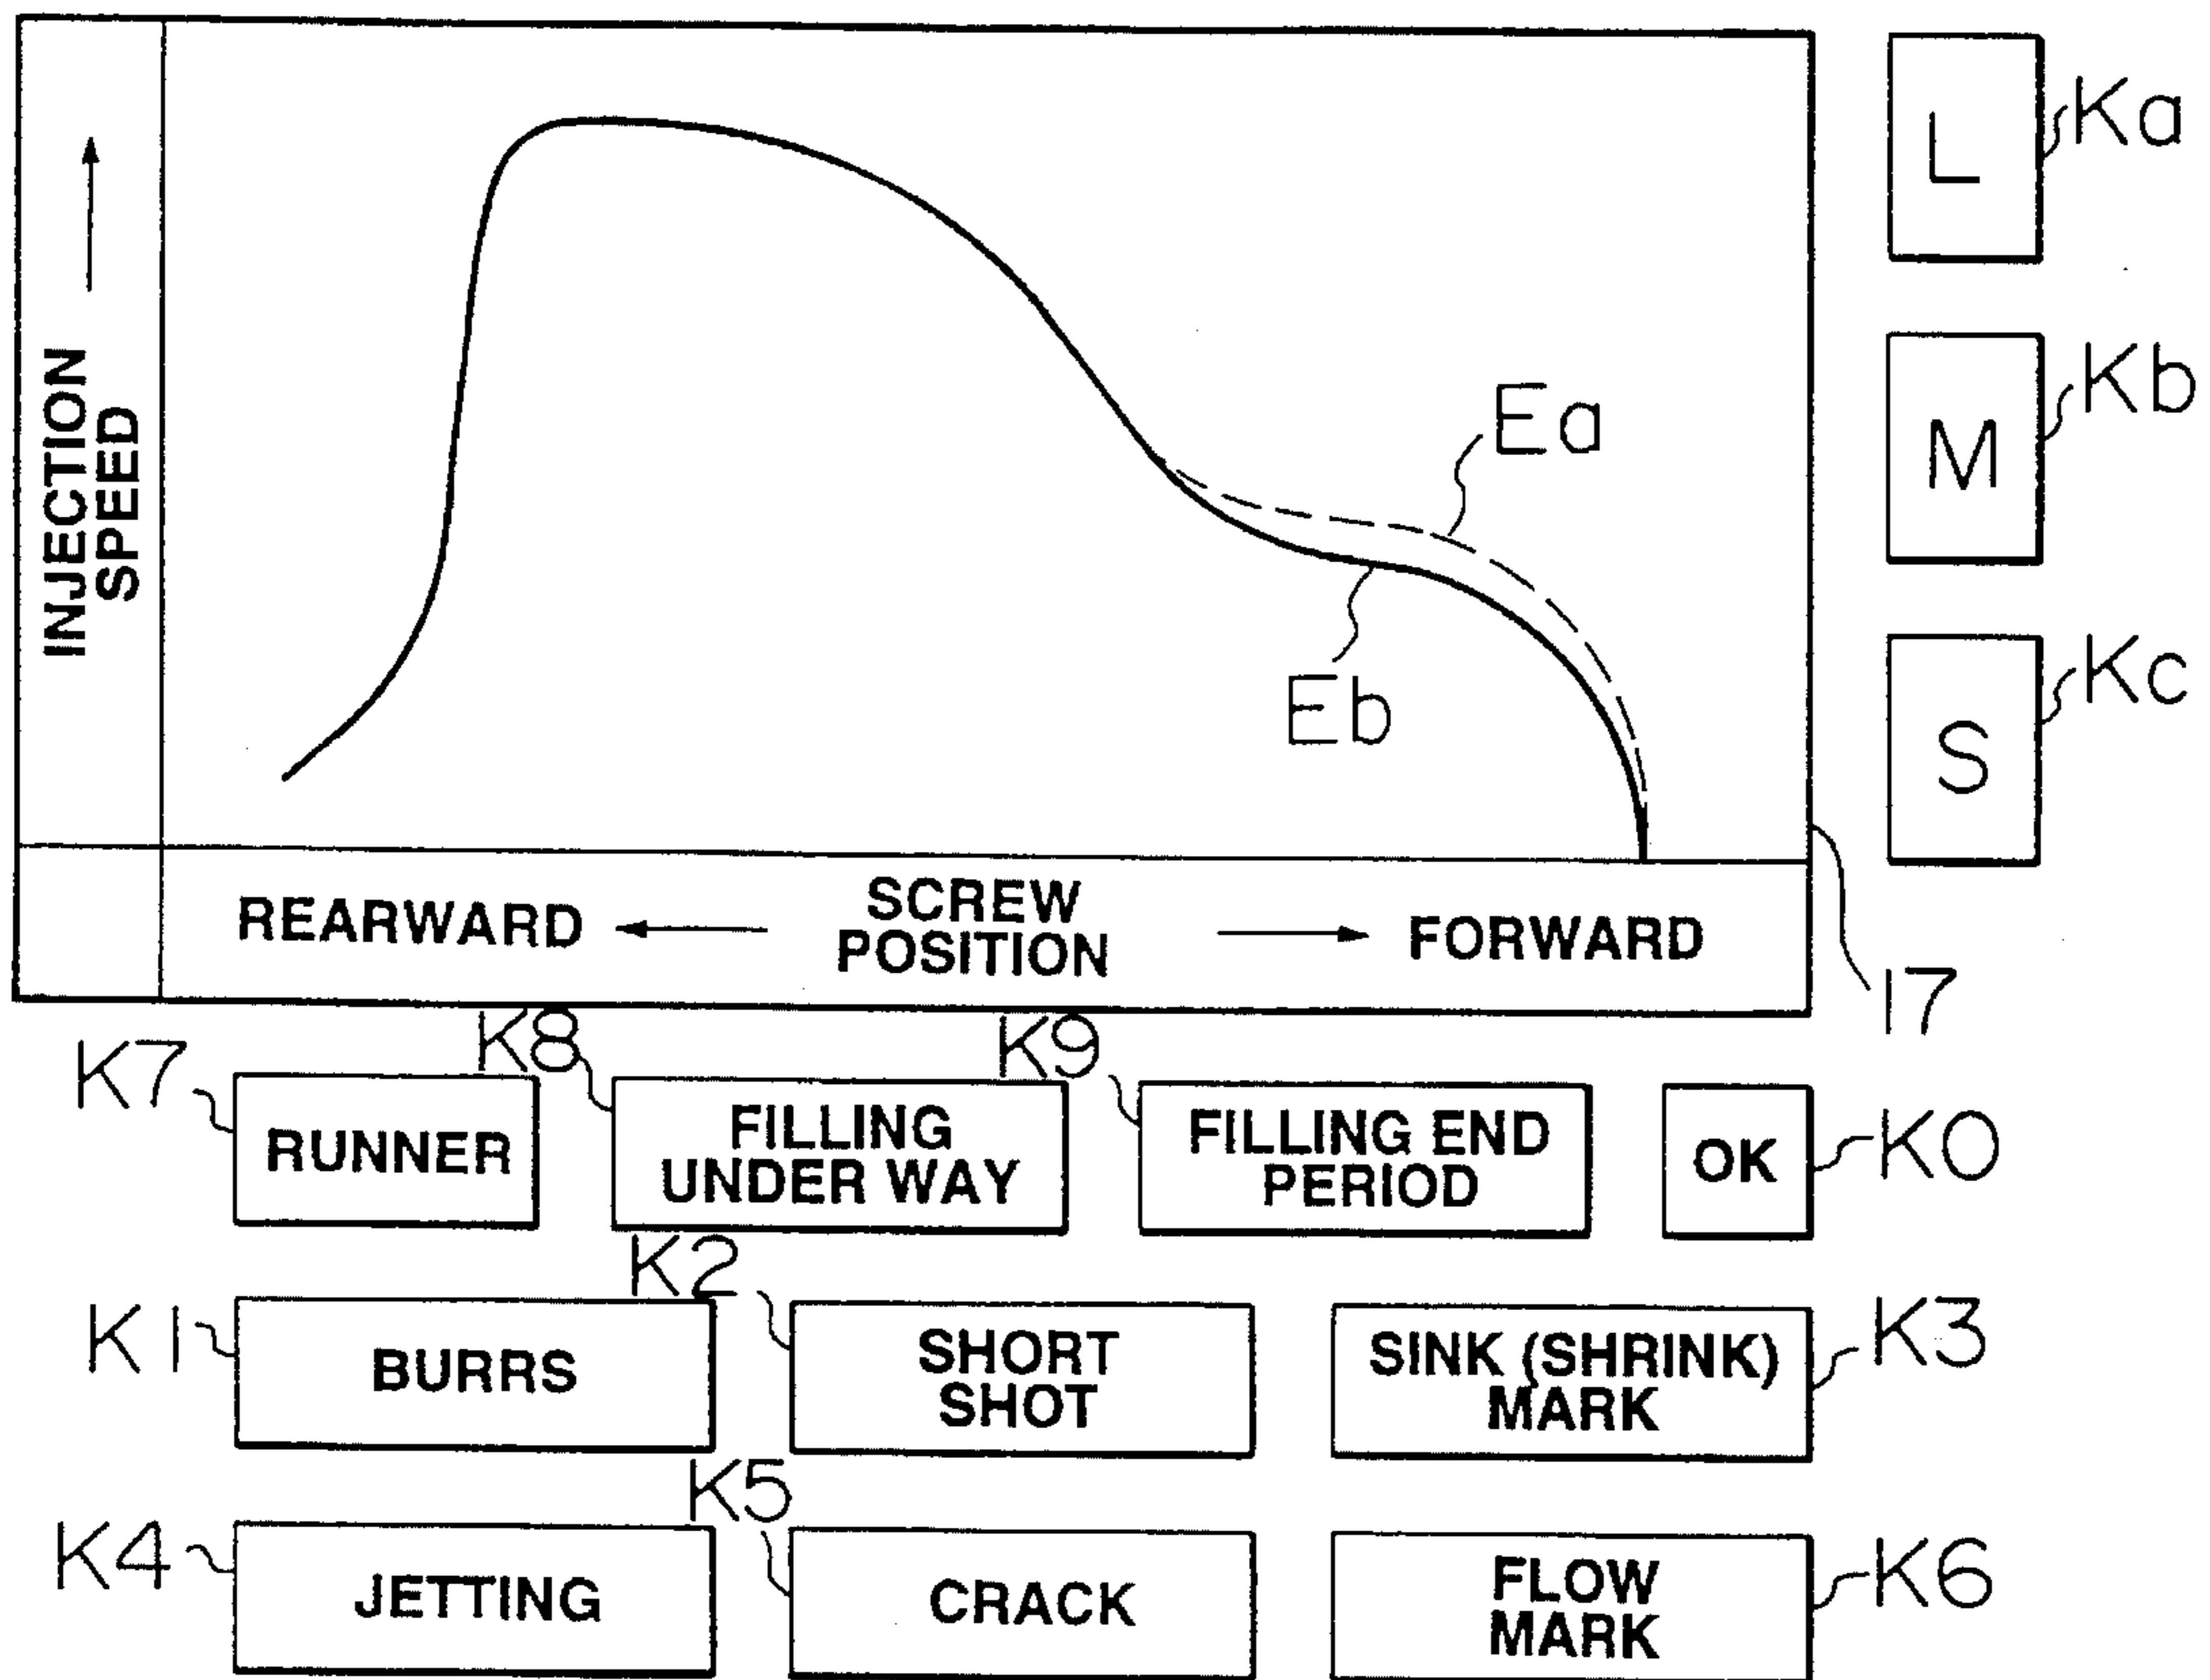 L
Ka
INJECTION
SPEED
M
Kb
Ea
Eb
S
Kc
REARWARD
SCREW
POSITION
FORWARD
17
K7
RUNNER
K8
FILLING
UNDER WAY
K9
FILLING END
PERIOD
OK
K0
K1
BURRS
K2
SHORT
SHOT
SINK (SHRINK)
MARK
K3
K4
JETTING
K5
CRACK
FLOW
MARK
K6